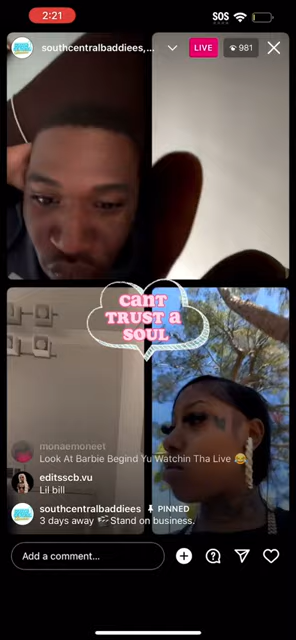 2:21
SOS
southcentralbaddiees,...
LIVE
981
CANT
TRUST a
SOUL
monaemoneet
Look At Barbie Begind Yu Watchin Tha Live 😂
editsscb.vu
Lil bill
southcentralbaddiees PINNED
3 days away 🎬Stand on business.
Add a comment...